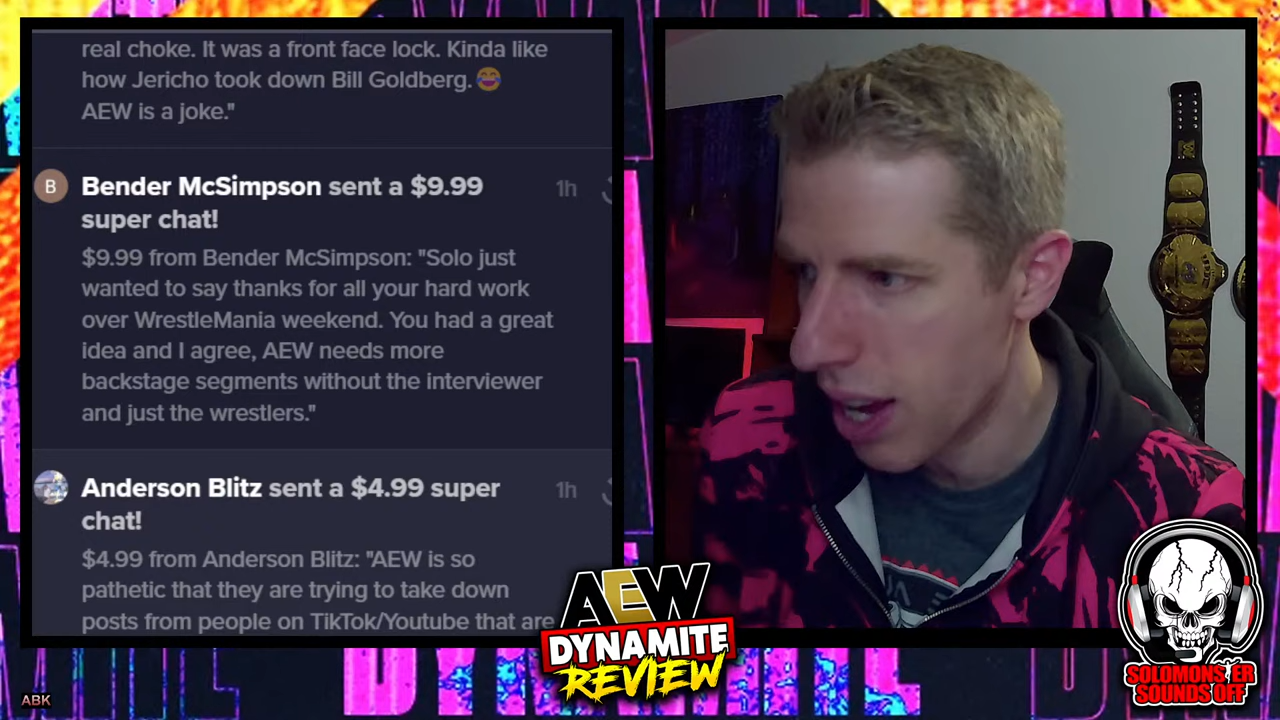 real choke. It was a front face lock. Kinda like
how Jericho took down Bill Goldberg. 😂
AEW is a joke."
B
Bender McSimpson sent a $9.99
super chat!
1h
$9.99 from Bender McSimpson: "Solo just
wanted to say thanks for all your hard work
over WrestleMania weekend. You had a great
idea and I agree, AEW needs more
backstage segments without the interviewer
and just the wrestlers."
Anderson Blitz sent a $4.99 super
chat!
1h
$4.99 from Anderson Blitz: "AEW is so
pathetic that they are trying to take down
posts from people on TikTok/Youtube that are
AEW
DYNAMITE
REVIEW
SOLOMONSTER
SOUNDS OFF
ABK